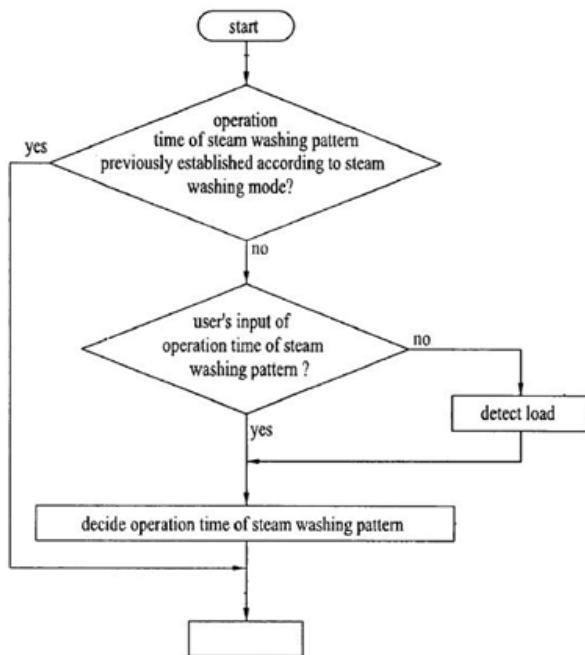 start
operation
time of steam washing pattern
previously established according to steam
washing mode?
yes
no
user's input of
operation time of steam
washing pattern ?
no
detect load
yes
decide operation time of steam washing pattern